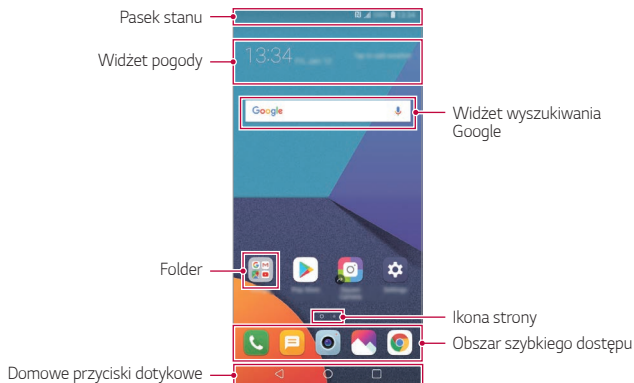 Pasek stanu
Widżet pogody
13:34
Google
Widżet wyszukiwania
Google
Folder
Ikona strony
Obszar szybkiego dostępu
Domowe przyciski dotykowe